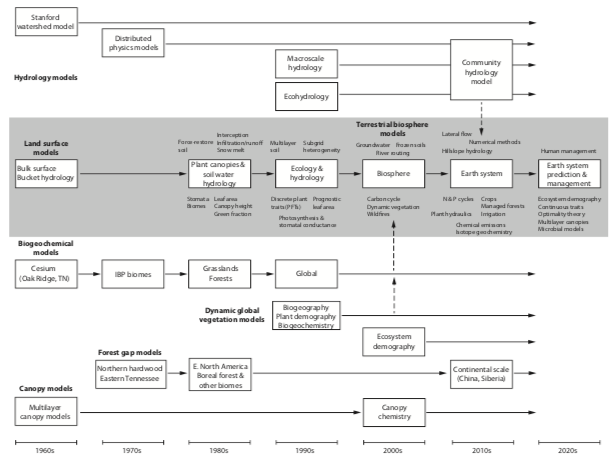 Stanford
watershed model
Distributed
physics models
Hydrology models
Macroscale
hydrology
Ecohydrology
Community
hydrology
model
Land surface
models
Bulk surface
Bucket hydrology
Force-restore
soil
Interception
Infiltration/runoff
Snow melt
Plant canopies &
soil water
hydrology
Stomata
Biomes
Leaf area
Canopy height
Green fraction
Multilayer
soil
Subgrid
heterogeneity
Ecology &
hydrology
Discrete plant
traits (PFTs)
Prognostic
leaf area
Photosynthesis &
stomatal conductance
Terrestrial biosphere
models
Groundwater
Frozen soils
River routing
Biosphere
Carbon cycle
Dynamic vegetation
Wildfires
Lateral flow
Numerical methods
Hillslope hydrology
Earth system
N & P cycles
Plant hydraulics
Crops
Managed forests
Irrigation
Chemical emissions
Isotope geochemistry
Human management
Earth system
prediction &
management
Ecosystem demography
Continuous traits
Optimality theory
Multilayer canopies
Microbial models
Biogeochemical
models
Cesium
(Oak Ridge, TN)
IBP biomes
Grasslands
Forests
Global
Dynamic global
vegetation models
Biogeography
Plant demography
Biogeochemistry
Ecosystem
demography
Forest gap models
Northern hardwood
Eastern Tennessee
E. North America
Boreal forest &
other biomes
Continental scale
(China, Siberia)
Canopy models
Multilayer
canopy models
Canopy
chemistry
1960s
1970s
1980s
1990s
2000s
2010s
2020s